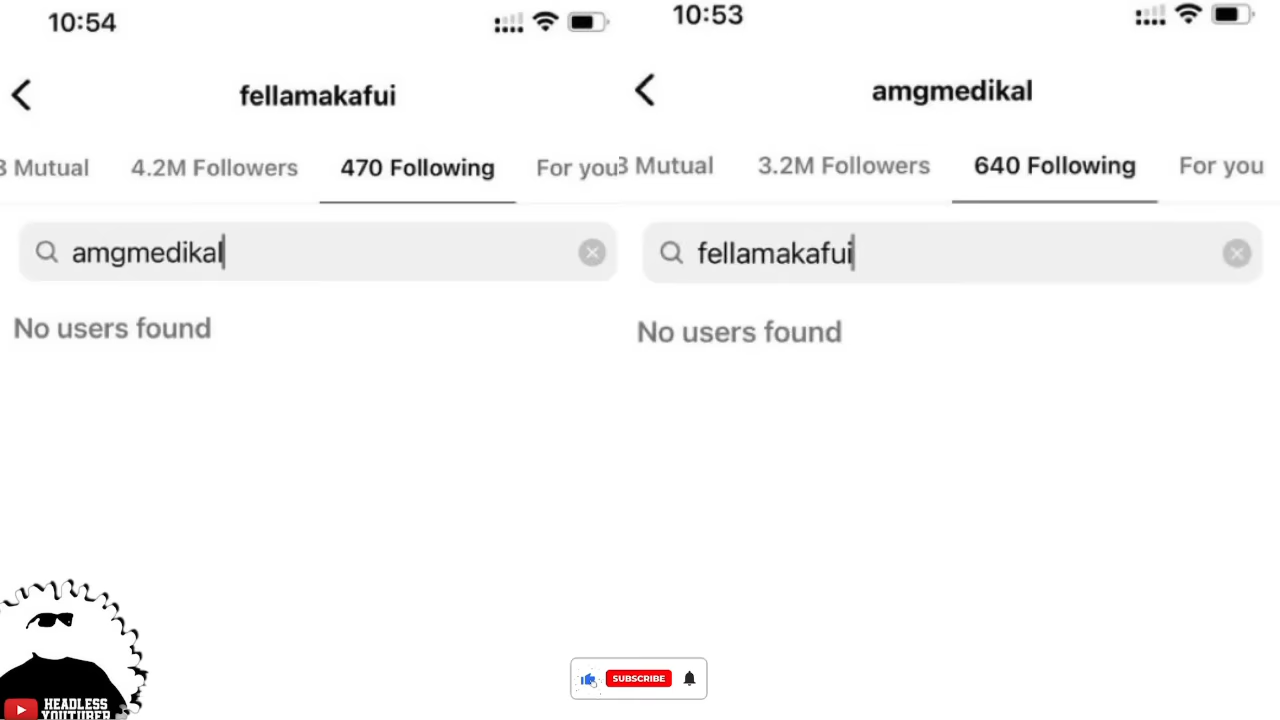 10:54
fellamakafui
3 Mutual 4.2M Followers 470 Following For you
amgmedikal
No users found
10:53
amgmedikal
3 Mutual 3.2M Followers 640 Following For you
fellamakafui
No users found
HEADLESS
YOUTUBER
SUBSCRIBE